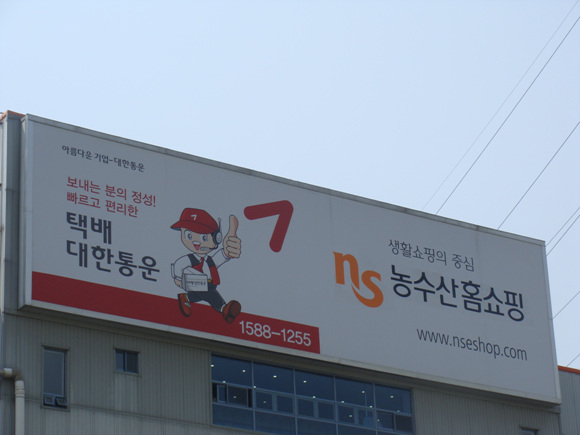 아름다운 기업-대한통운
보내는 분의 정성!
빠르고 편리한
택배
대한통운
1588-1255
생활쇼핑의 중심
ns 농수산홈쇼핑
www.nseshop.com